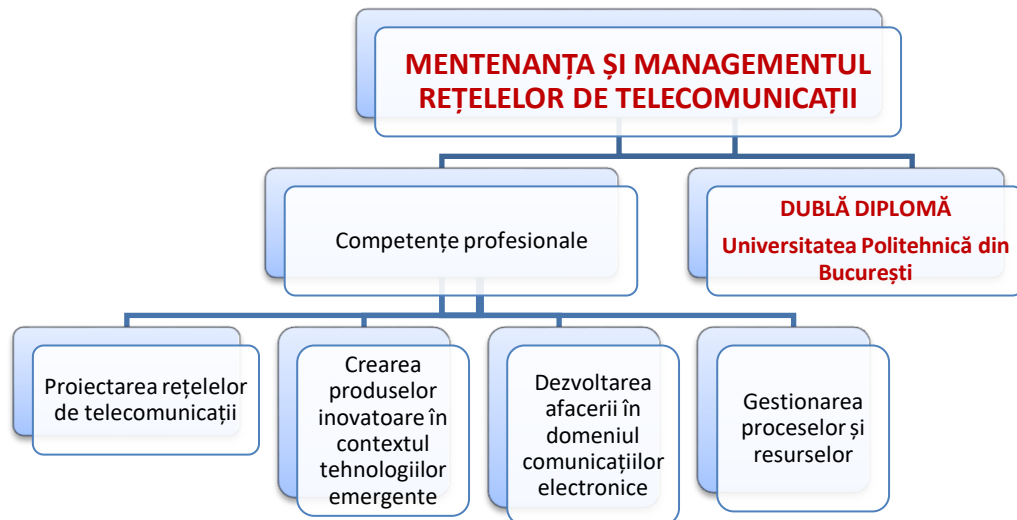 MENTENANȚA ȘI MANAGEMENTUL
REȚELELOR DE TELECOMUNICAȚII
Competențe profesionale
DUBLĂ DIPLOMĂ
Universitatea Politehnică din
București
Proiectarea rețelelor
de telecomunicații
Crearea
produselor
inovatoare în
contextul
tehnologiilor
emergente
Dezvoltarea
afacerii în
domeniul
comunicațiilor
electronice
Gestionarea
proceselor și
resurselor